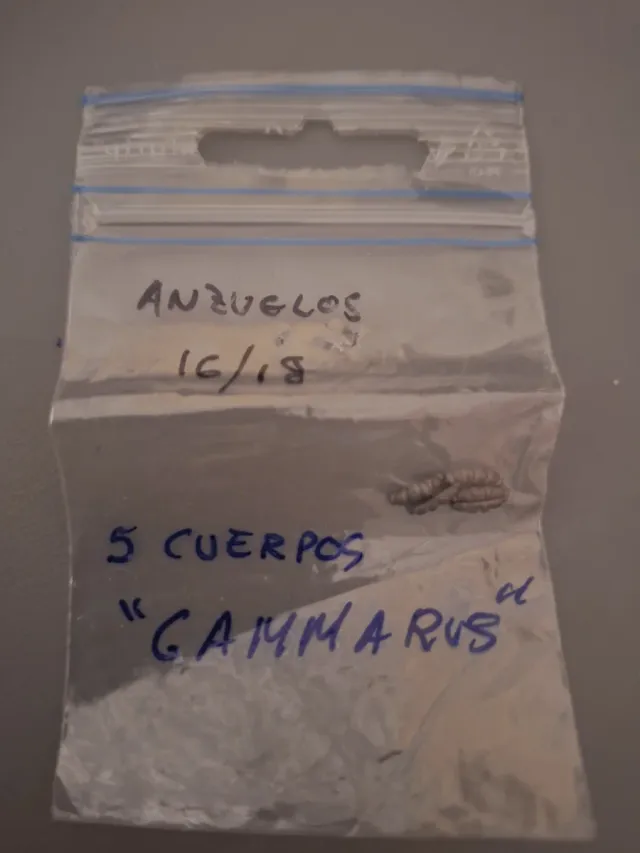 ANZUELOS
16/18
5 CUERPOS
"GAMMARUS"